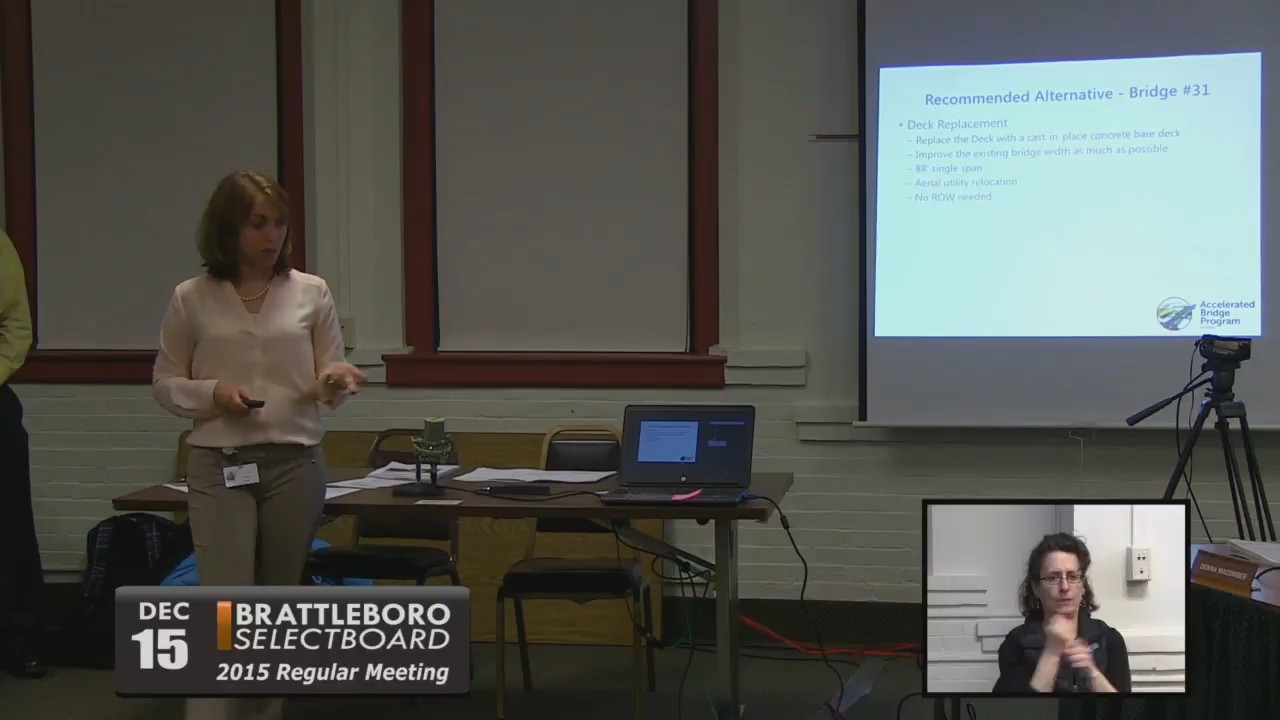 Recommended Alternative - Bridge #31
• Deck Replacement
– Replace the Deck with a cast in place concrete bare deck
– Improve the existing bridge width as much as possible
– 88' single span
– Aerial utility relocation
– No ROW needed
Accelerated
Bridge
Program
DONNA MACOMBER
DEC
15
BRATTLEBORO
SELECTBOARD
2015 Regular Meeting